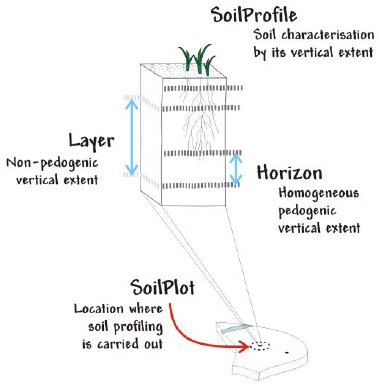 SoilProfile
Soil characterisation
by its vertical extent
Layer
Non-pedogenic
vertical extent
Horizon
Homogeneous
pedogenic
vertical extent
SoilPlot
Location where
soil profiling
is carried out